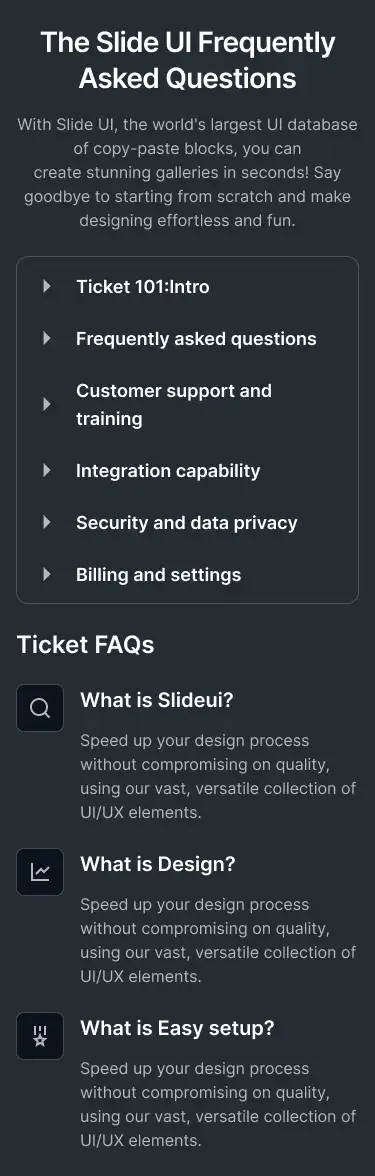 The Slide UI Frequently
Asked Questions
With Slide UI, the world's largest UI database
of copy-paste blocks, you can
create stunning galleries in seconds! Say
goodbye to starting from scratch and make
designing effortless and fun.
Ticket 101:Intro
Frequently asked questions
Customer support and
training
Integration capability
Security and data privacy
Billing and settings
Ticket FAQs
What is Slideui?
Speed up your design process
without compromising on quality,
using our vast, versatile collection of
UI/UX elements.
What is Design?
Speed up your design process
without compromising on quality,
using our vast, versatile collection of
UI/UX elements.
What is Easy setup?
Speed up your design process
without compromising on quality,
using our vast, versatile collection of
UI/UX elements.